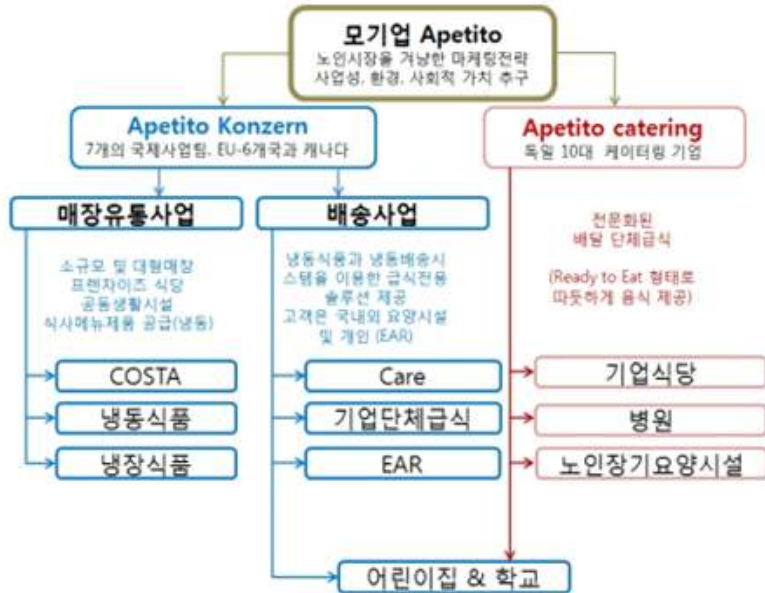 모기업 Apetito
노인시장을 겨냥한 마케팅전략
사업성, 환경, 사회적 가치 추구
Apetito Konzern
7개의 국제사업팀, EU-6개국과 캐나다
Apetito catering
독일 10대 케이터링 기업
매장유통사업
배송사업
소규모 및 대형매장
프렌차이즈 식당
공동생활시설
식사메뉴제품 공급(냉동)
냉동식품과 냉동배송시
스템을 이용한 급식전용
솔루션 제공
고객은 국내외 요양시설
및 개인 (EAR)
전문화된
배달 단체급식
(Ready to Eat 형태로
따뜻하게 음식 제공)
COSTA
냉동식품
냉장식품
Care
기업단체급식
EAR
기업식당
병원
노인장기요양시설
어린이집 & 학교